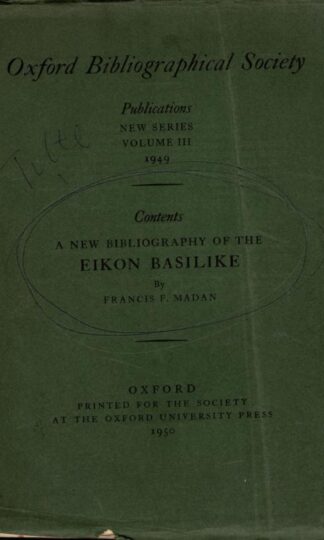 Oxford Bibliographical Society
Publications
NEW SERIES
VOLUME III
1949
Title
Contents
A NEW BIBLIOGRAPHY OF THE
EIKON BASILIKE
By
FRANCIS F. MADAN
OXFORD
PRINTED FOR THE SOCIETY
AT THE OXFORD UNIVERSITY PRESS
1950